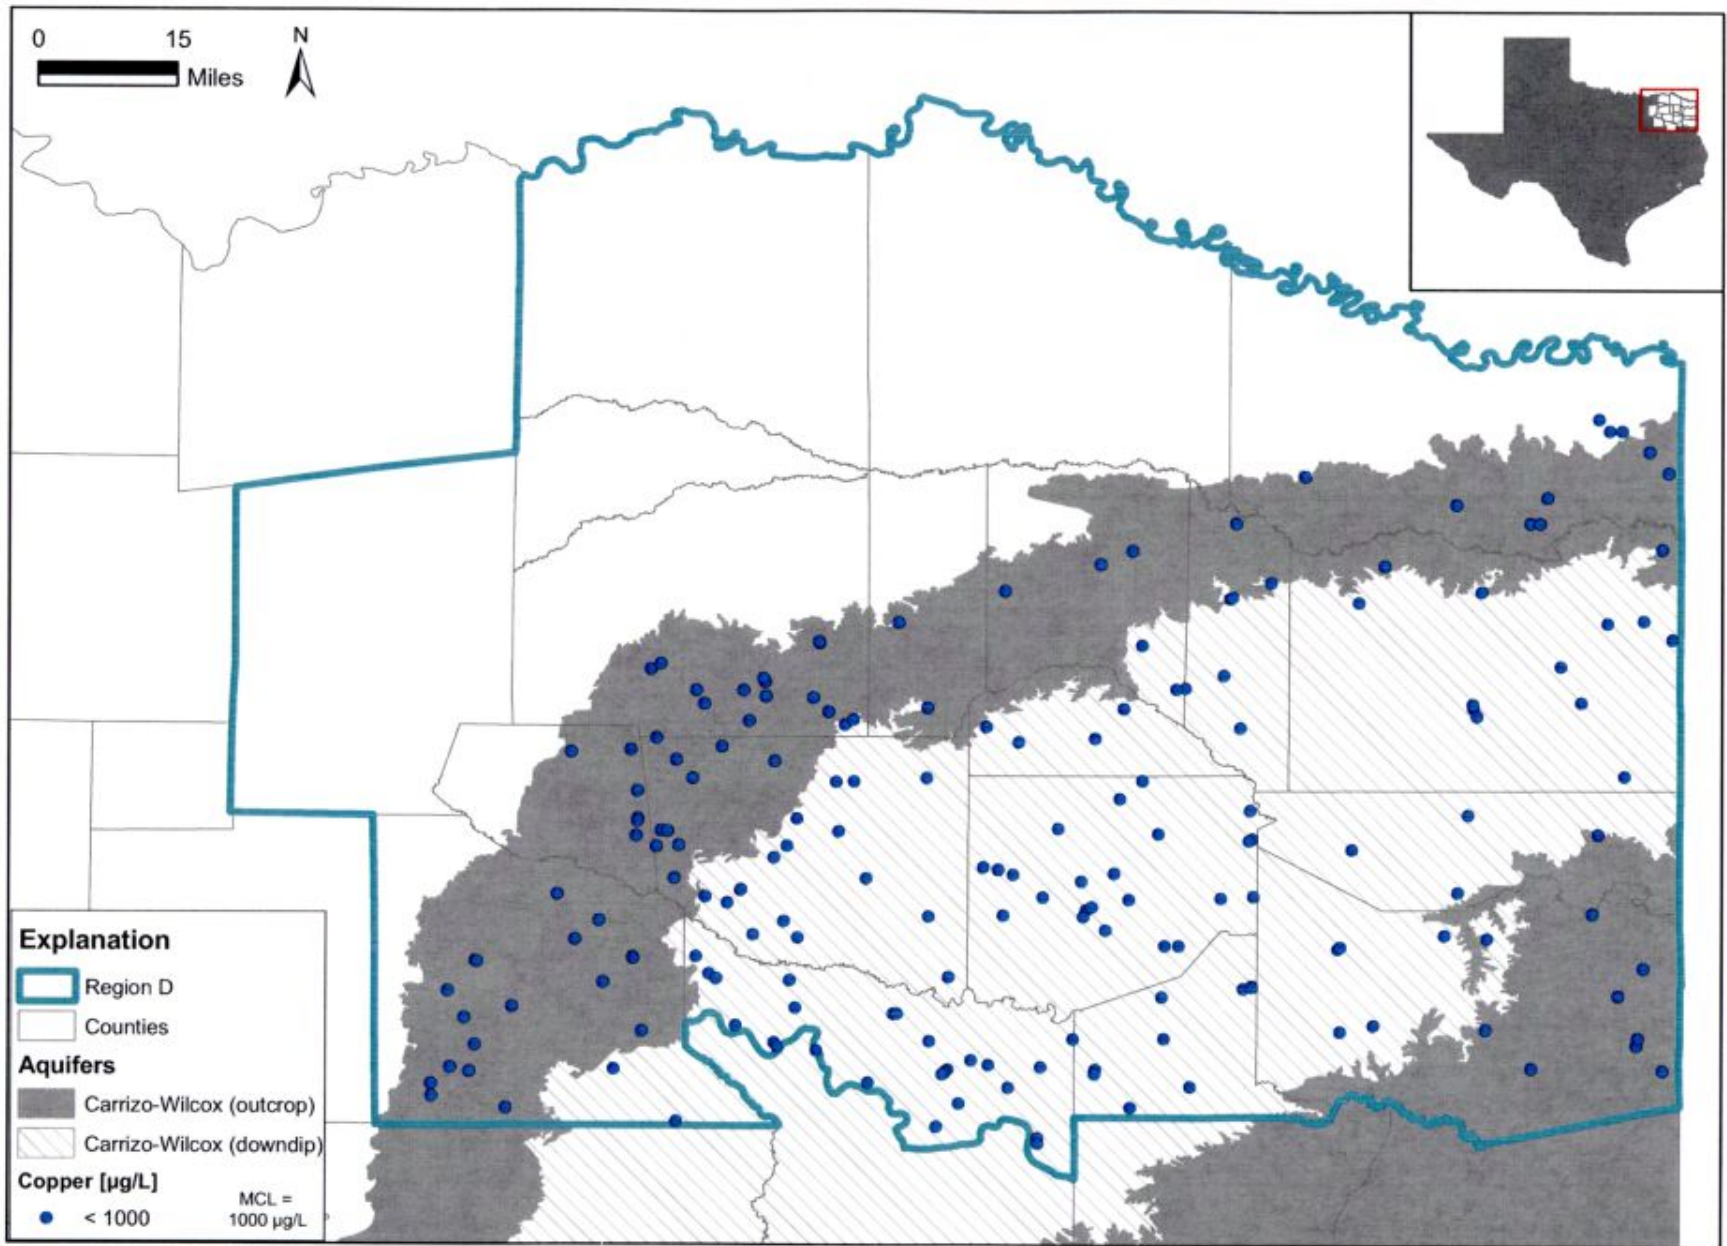 0 15
Miles
N
Explanation
Region D
Counties
Aquifers
Carrizo-Wilcox (outcrop)
Carrizo-Wilcox (downdip)
Copper [µg/L]
< 1000
MCL =
1000 µg/L